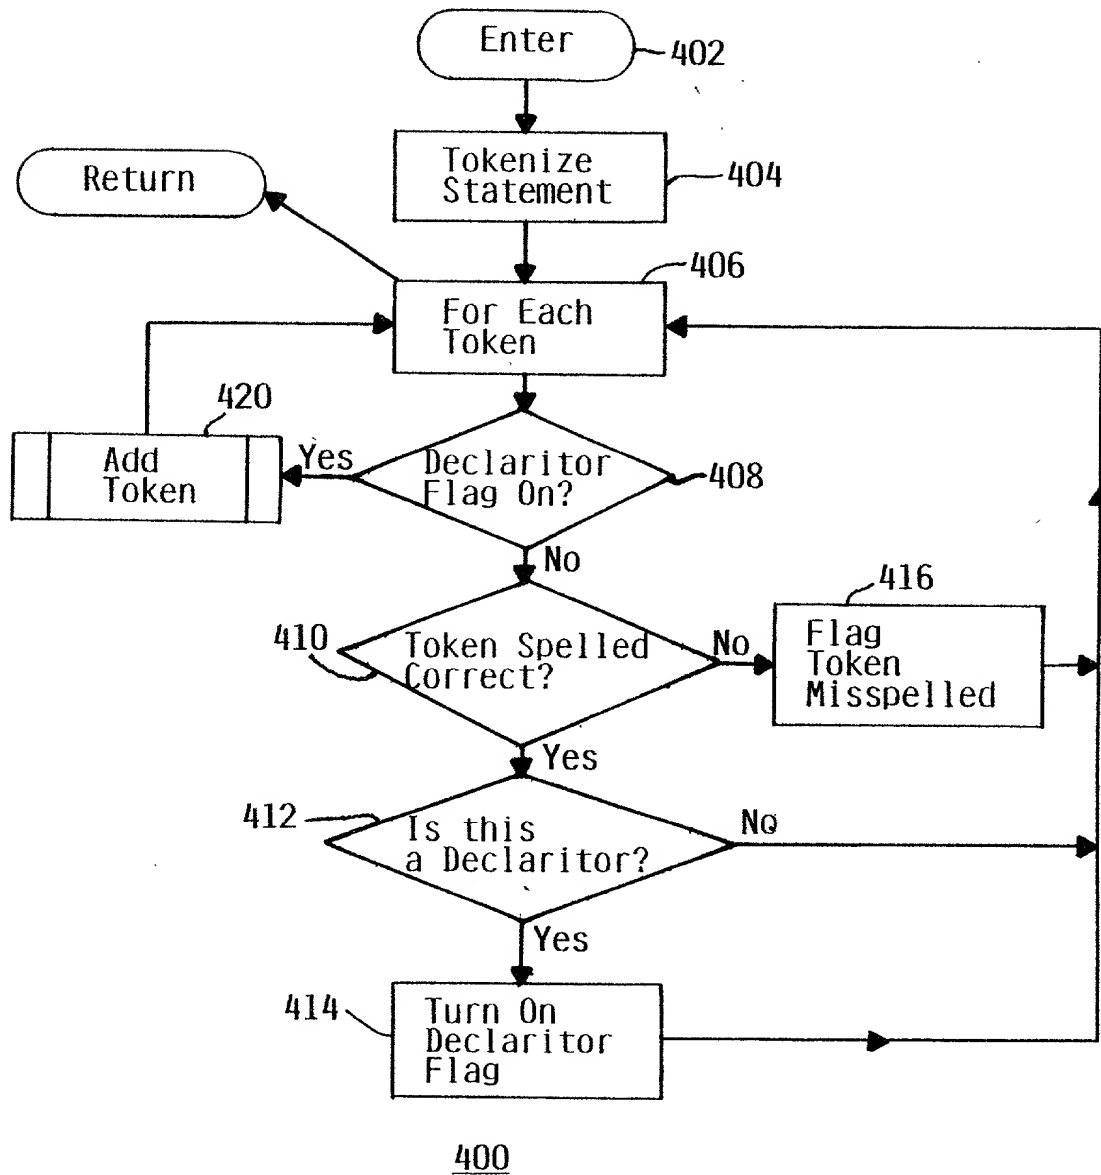 Enter
402
Tokenize
Statement
404
Return
406
For Each
Token
420
Add
Token
Yes
Declaritor
Flag On?
408
No
416
410
Token Spelled
Correct?
No
Flag
Token
Misspelled
Yes
412
Is this
a Declaritor?
No
Yes
414
Turn On
Declaritor
Flag
400